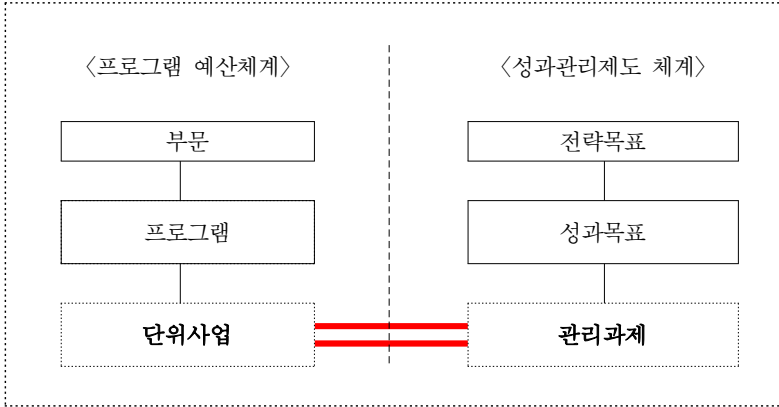 〈프로그램 예산체계〉
〈성과관리제도 체계〉
부문
전략목표
프로그램
성과목표
단위사업
관리과제